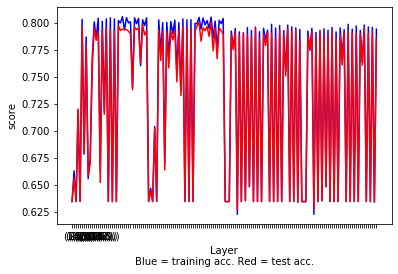 0.800
0.775
0.750
0.725
0.700
0.675
0.650
0.625
score
Layer
Blue = training acc. Red = test acc.